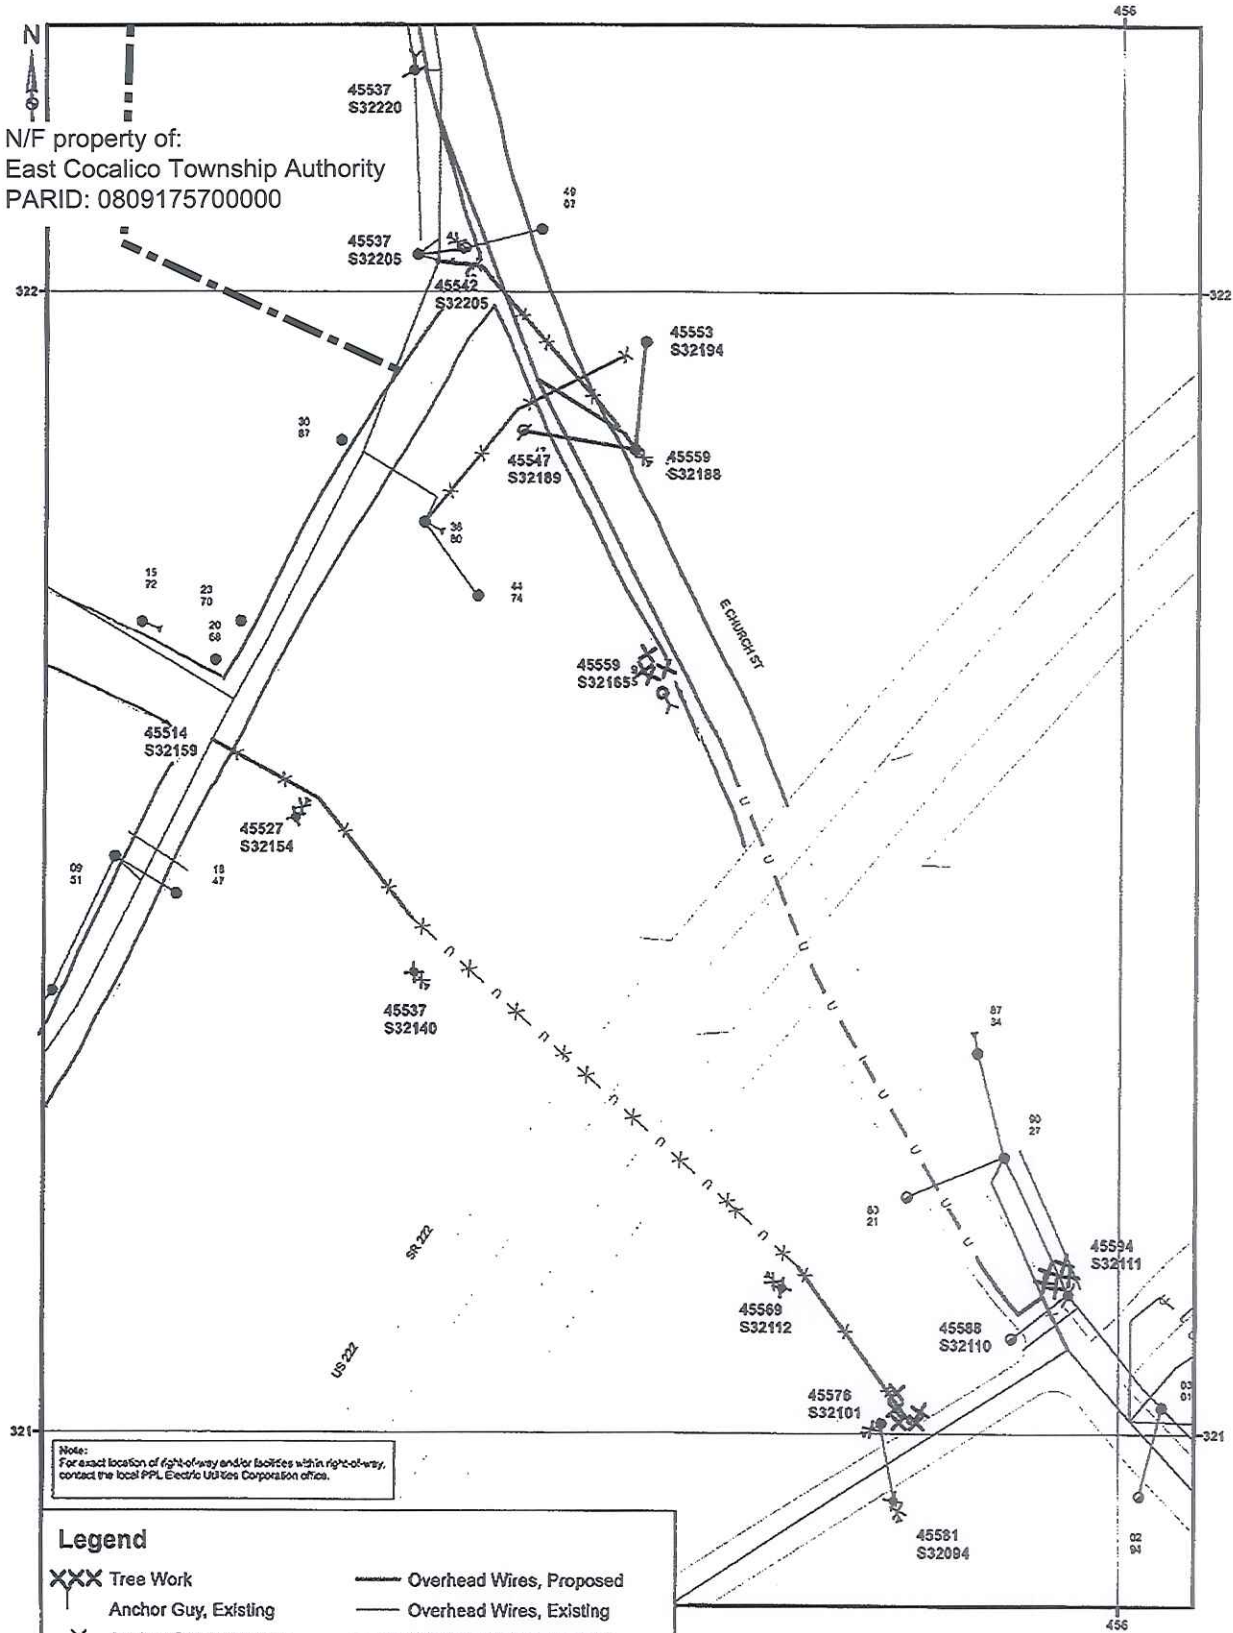 456
N
45537
S32220
N/F property of:
East Cocalico Township Authority
PARID: 0809175700000
49
07
45537
S32205
45542
S32205
322
322
45553
S32194
30
87
45547
S32189
45559
S32188
36
80
44
74
15
72
23
70
20
68
E CHURCH ST
45559
S32165
45514
S32159
45527
S32154
09
51
18
47
45537
S32140
87
34
90
27
83
21
SR 222
45594
S32111
45569
S32112
45588
S32110
US 222
45576
S32101
03
01
321
321
Note:
For exact location of right-of-way and/or facilities within right-of-way,
contact the local PPL Electric Utilities Corporation office.
45581
S32094
02
94
Legend
Tree Work
Overhead Wires, Proposed
Anchor Guy, Existing
Overhead Wires, Existing
456